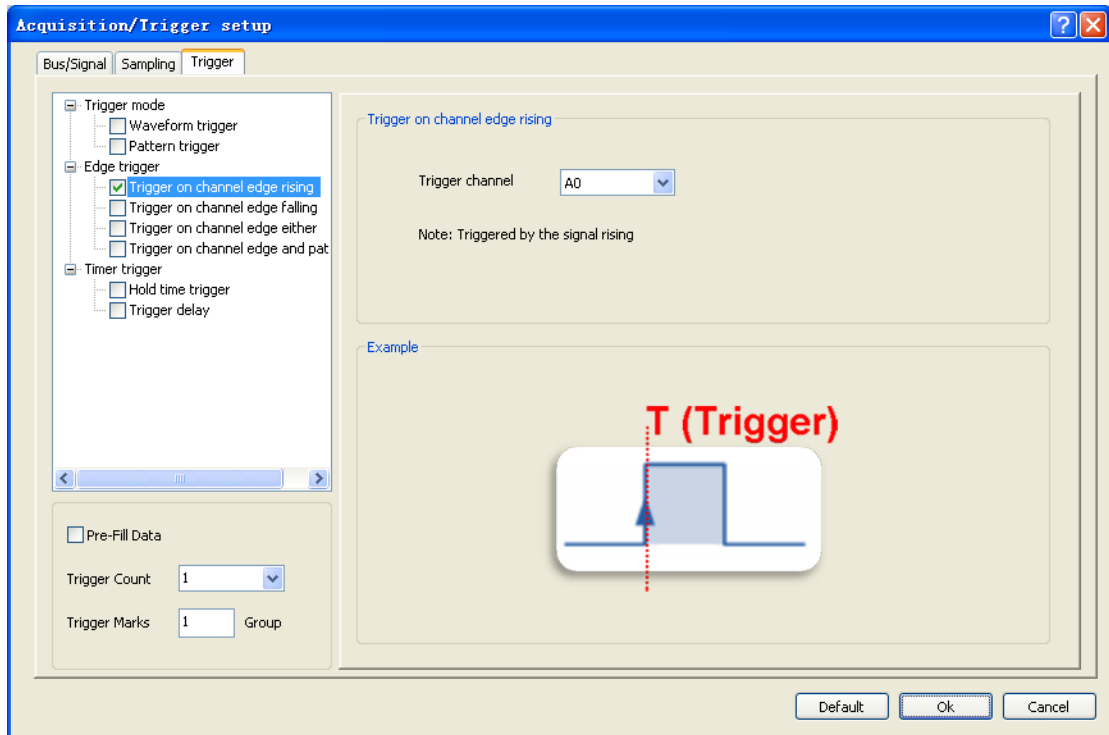 Acquisition/Trigger setup
Bus/Signal Sampling Trigger
Trigger mode
Waveform trigger
Pattern trigger
Edge trigger
Trigger on channel edge rising
Trigger on channel edge falling
Trigger on channel edge either
Trigger on channel edge and pat
Timer trigger
Hold time trigger
Trigger delay
Pre-Fill Data
Trigger Count 1
Trigger Marks 1 Group
Trigger on channel edge rising
Trigger channel A0
Note: Triggered by the signal rising
Example
T (Trigger)
Default Ok Cancel